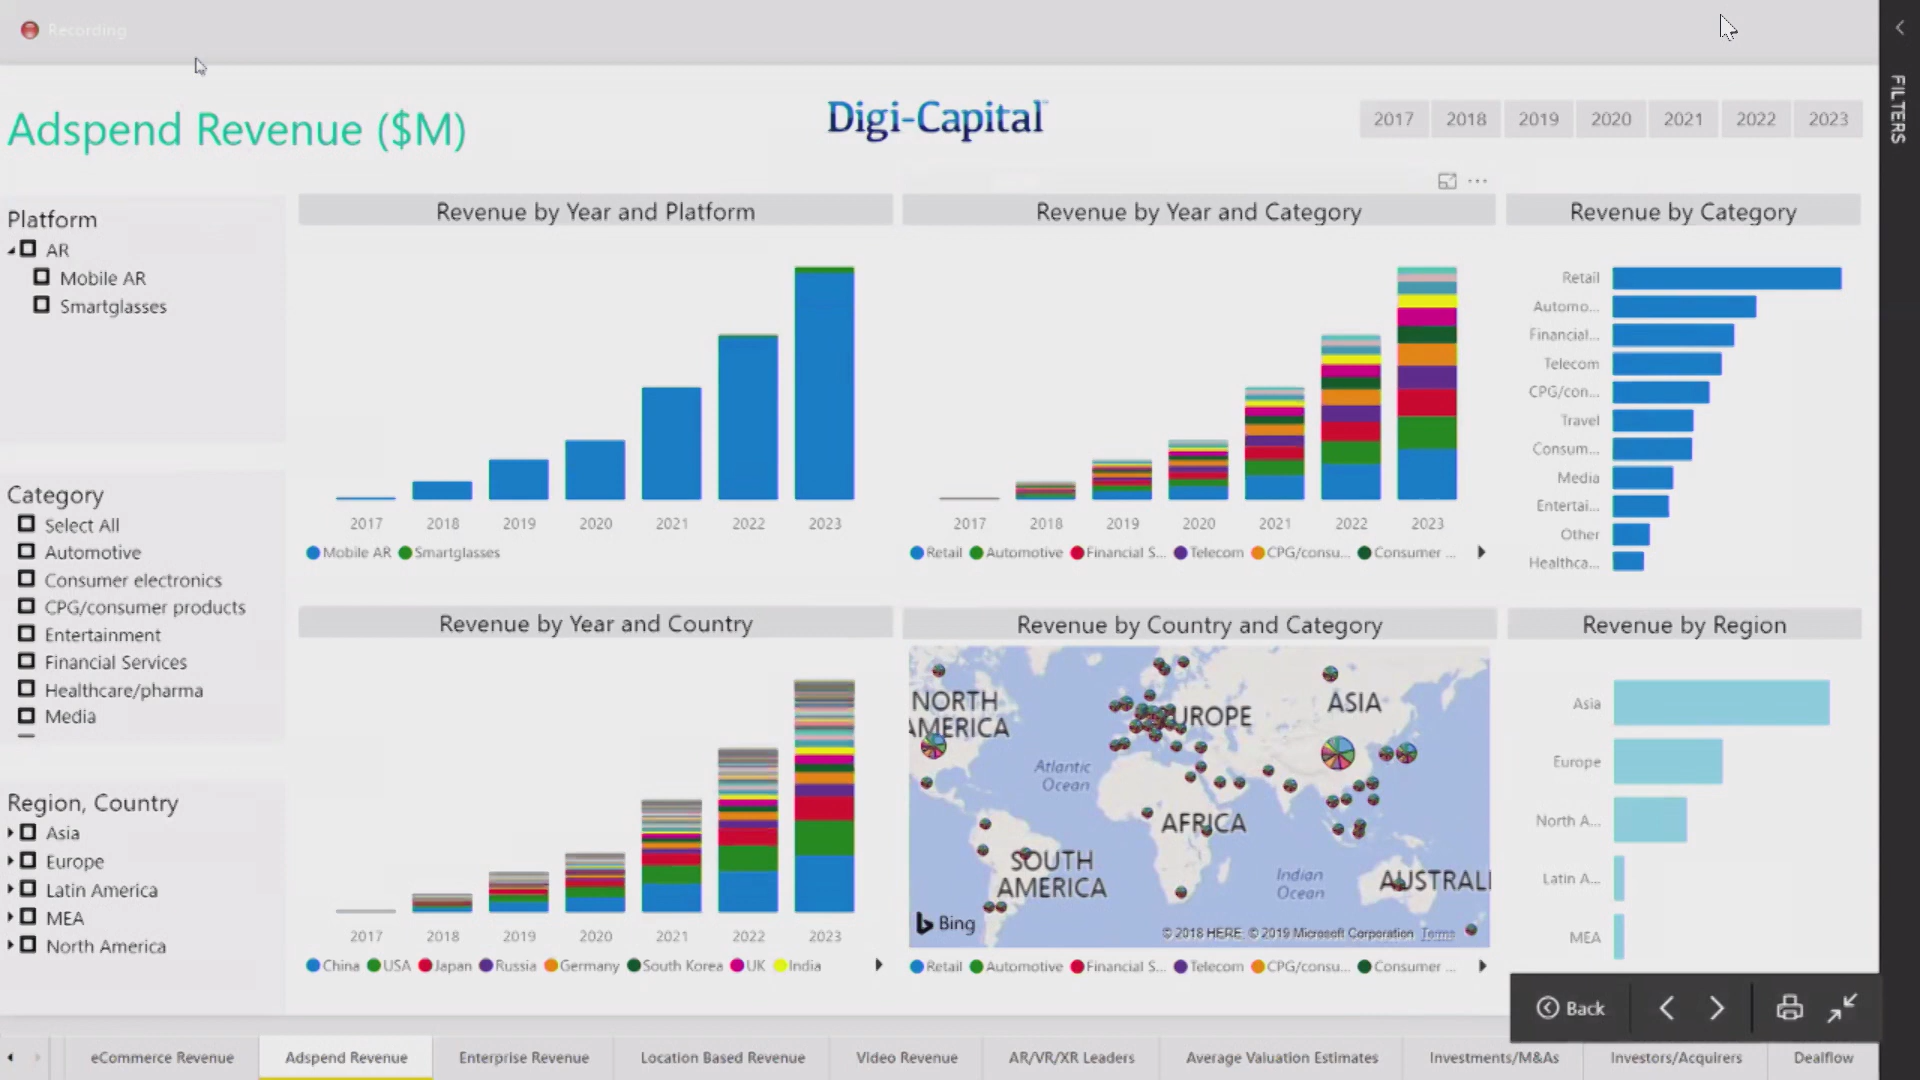 Recording
Adspend Revenue ($M)
Digi-Capital
2017 2018 2019 2020 2021 2022 2023
FILTERS
Platform
AR
Mobile AR
Smartglasses
Category
Select All
Automotive
Consumer electronics
CPG/consumer products
Entertainment
Financial Services
Healthcare/pharma
Media
Region, Country
Asia
Europe
Latin America
MEA
North America
Revenue by Year and Platform
2017 2018 2019 2020 2021 2022 2023
Mobile AR Smartglasses
Revenue by Year and Category
2017 2018 2019 2020 2021 2022 2023
Retail Automotive Financial S... Telecom CPG/consu... Consumer ...
Revenue by Category
Retail
Automo...
Financial...
Telecom
CPG/con...
Travel
Consum...
Media
Entertai...
Other
Healthca...
Revenue by Year and Country
2017 2018 2019 2020 2021 2022 2023
China USA Japan Russia Germany South Korea UK India
Revenue by Country and Category
NORTH
AMERICA
EUROPE
ASIA
Atlantic
Ocean
AFRICA
SOUTH
AMERICA
Indian
Ocean
AUSTRALI
Bing
© 2018 HERE, © 2019 Microsoft Corporation Terms
Retail Automotive Financial S... Telecom CPG/consu... Consumer ...
Revenue by Region
Asia
Europe
North A...
Latin A...
MEA
Back
eCommerce Revenue Adspend Revenue Enterprise Revenue Location Based Revenue Video Revenue AR/VR/XR Leaders Average Valuation Estimates Investments/M&As Investors/Acquirers Dealflow